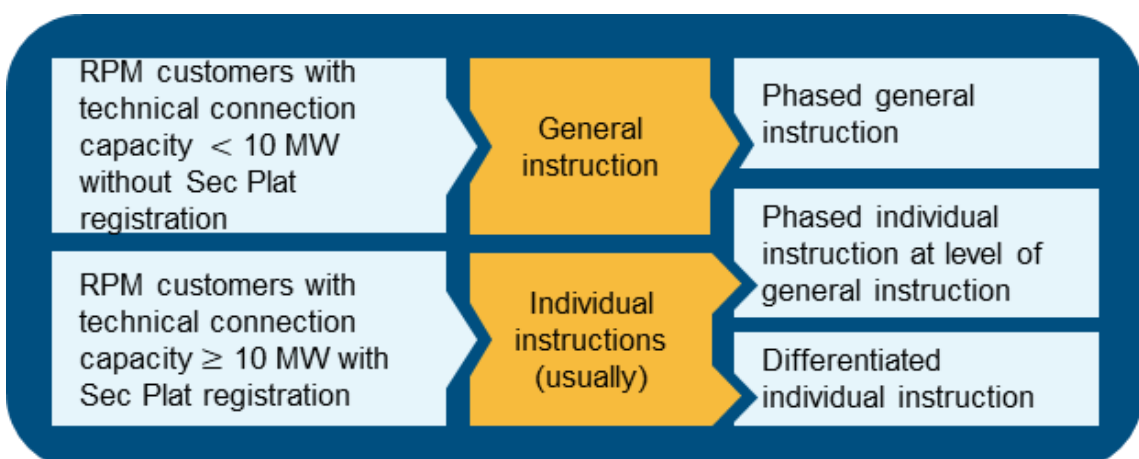 RPM customers with
technical connection
capacity < 10 MW
without Sec Plat
registration
General
instruction
Phased general
instruction
RPM customers with
technical connection
capacity ≥ 10 MW with
Sec Plat registration
Individual
instructions
(usually)
Phased individual
instruction at level of
general instruction
Differentiated
individual instruction